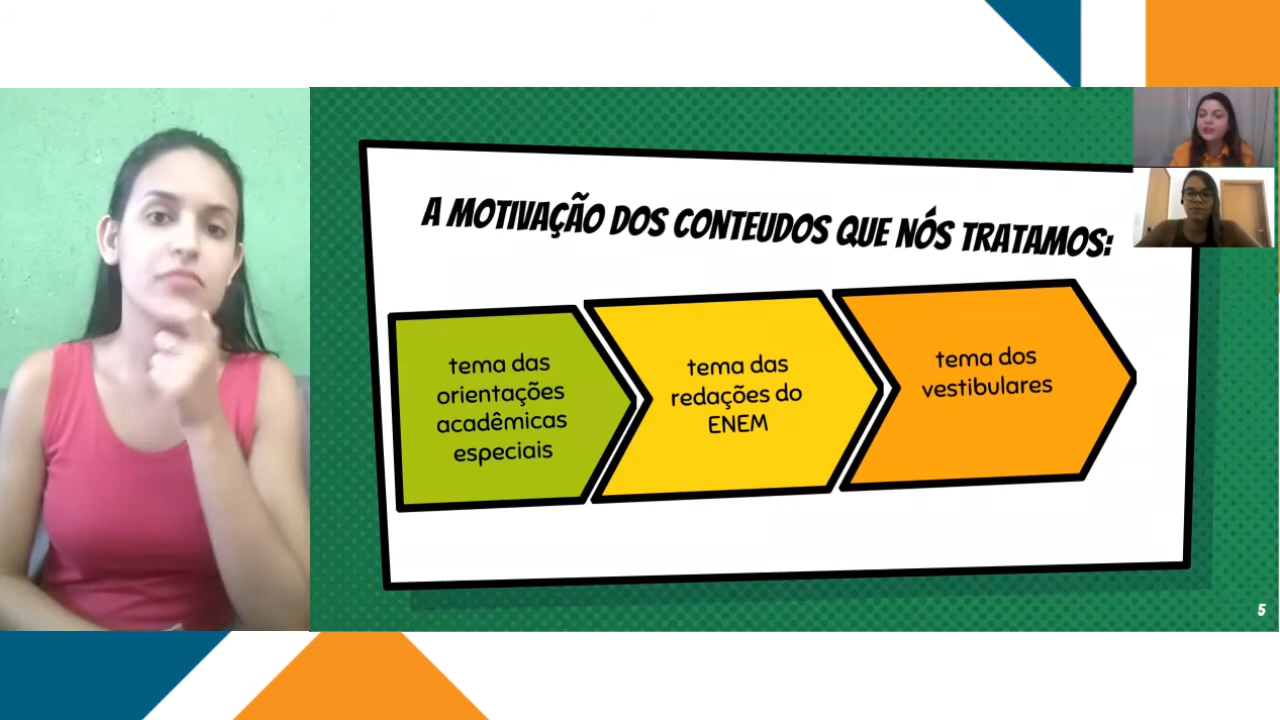 A MOTIVAÇÃO DOS CONTEUDOS QUE NÓS TRATAMOS:
tema das
orientações
acadêmicas
especiais
tema das
redações do
ENEM
tema dos
vestibulares
5